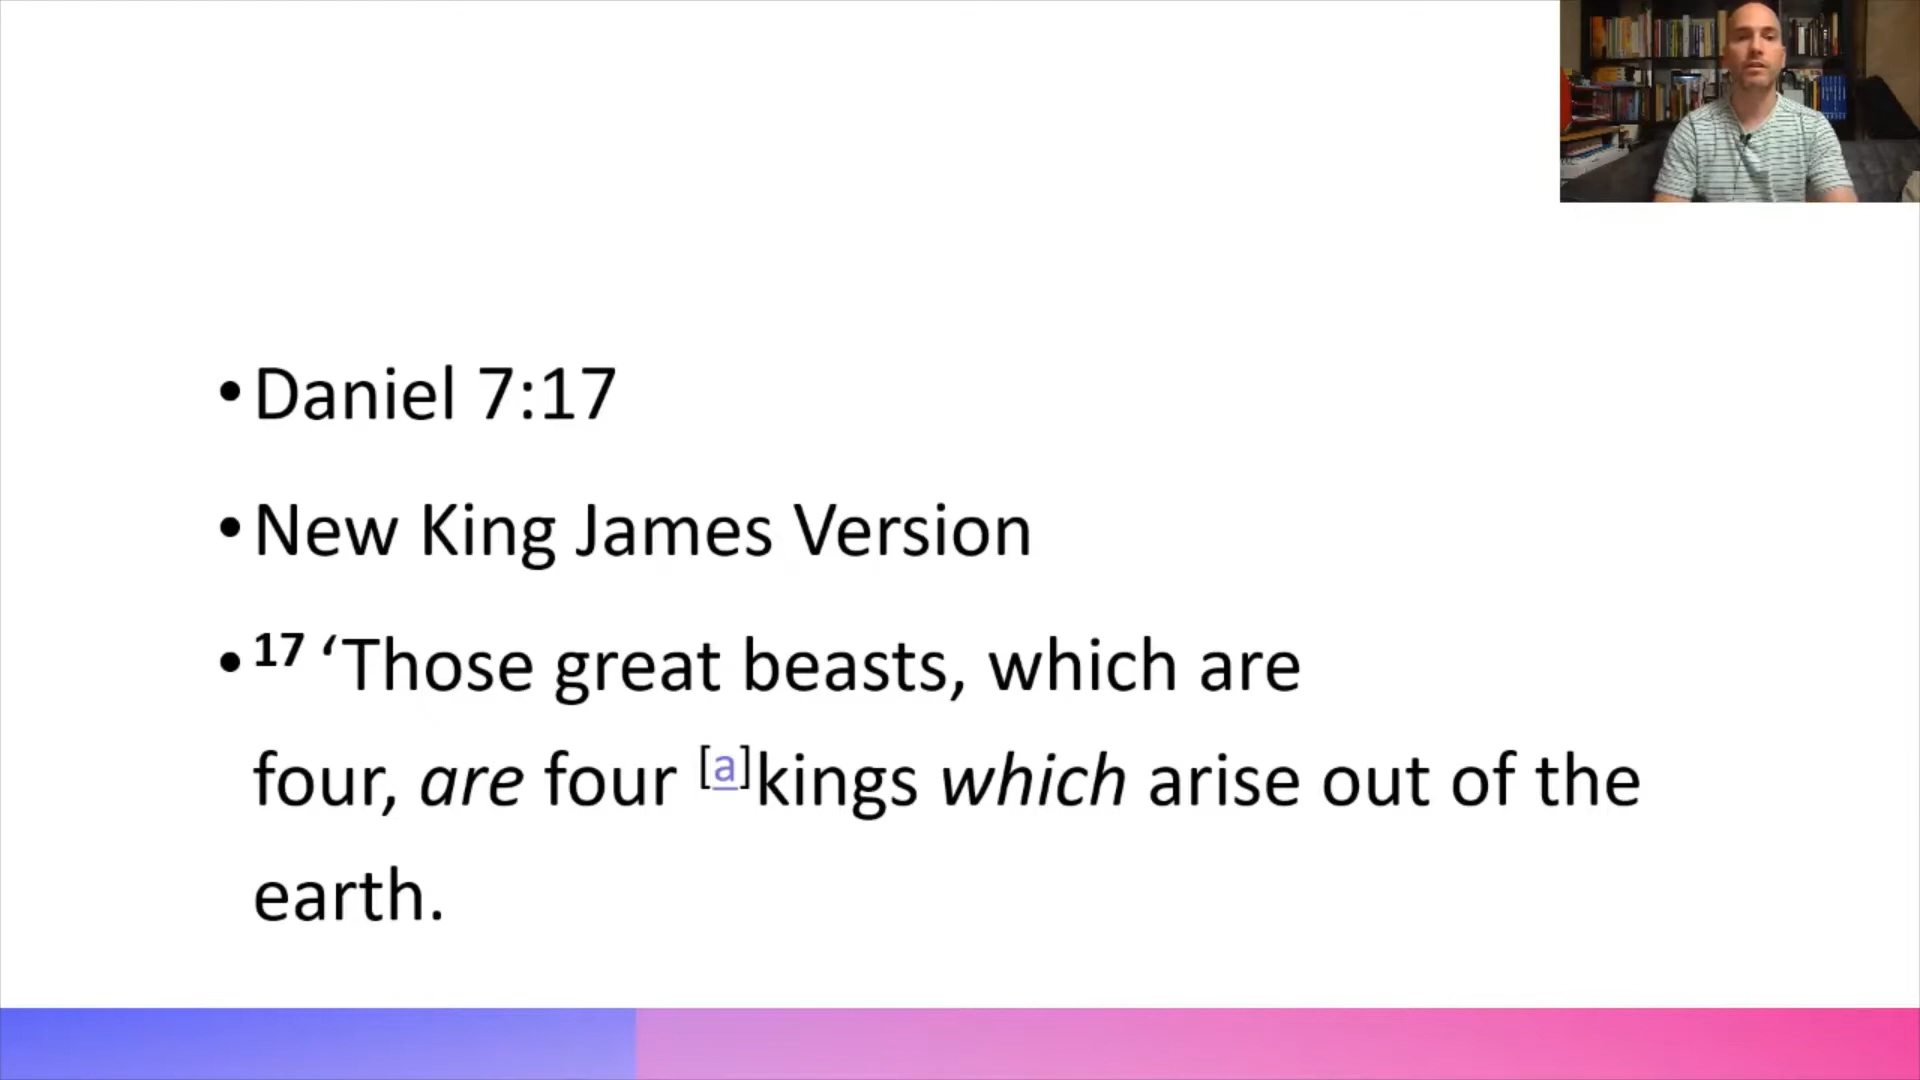 • Daniel 7:17
• New King James Version
• 17 ‘Those great beasts, which are
four, are four [a]kings which arise out of the
earth.